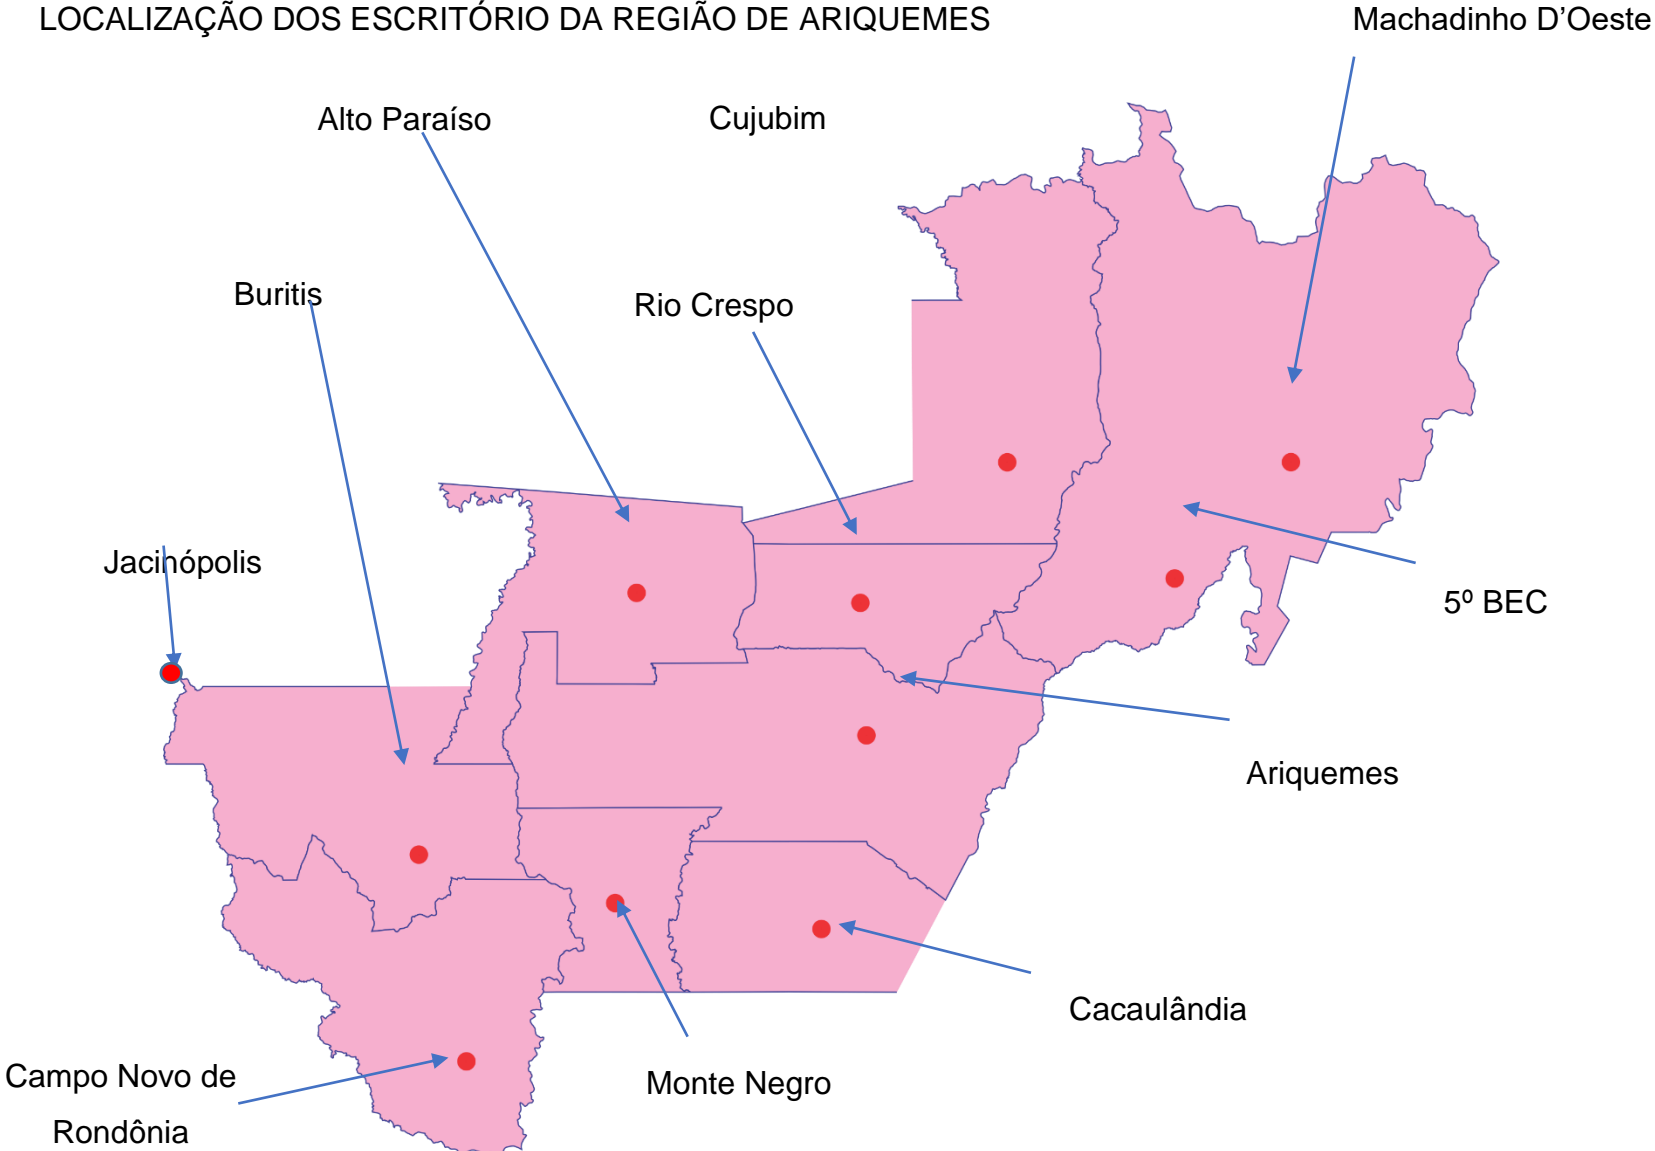 LOCALIZAÇÃO DOS ESCRITÓRIO DA REGIÃO DE ARIQUEMES
Machadinho D’Oeste
Alto Paraíso
Cujubim
Buritis
Rio Crespo
Jacinópolis
5º BEC
Ariquemes
Cacaulândia
Campo Novo de
Rondônia
Monte Negro